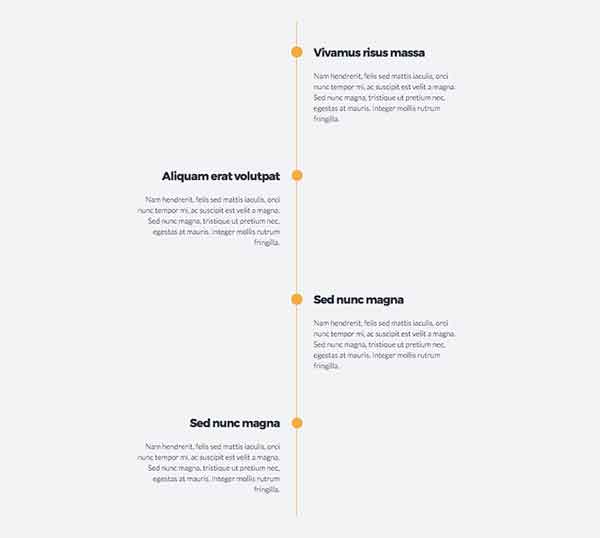 Vivamus risus massa
Nam hendrerit, felis sed mattis iaculis, orci
nunc tempor mi, ac suscipit est velit a magna.
Sed nunc magna, tristique ut pretium nec,
egestas at mauris. Integer mollis rutrum
fringilla.
Aliquam erat volutpat
Nam hendrerit, felis sed mattis iaculis, orci
nunc tempor mi, ac suscipit est velit a magna.
Sed nunc magna, tristique ut pretium nec,
egestas at mauris. Integer mollis rutrum
fringilla.
Sed nunc magna
Nam hendrerit, felis sed mattis iaculis, orci
nunc tempor mi, ac suscipit est velit a magna.
Sed nunc magna, tristique ut pretium nec,
egestas at mauris. Integer mollis rutrum
fringilla.
Sed nunc magna
Nam hendrerit, felis sed mattis iaculis, orci
nunc tempor mi, ac suscipit est velit a magna.
Sed nunc magna, tristique ut pretium nec,
egestas at mauris. Integer mollis rutrum
fringilla.